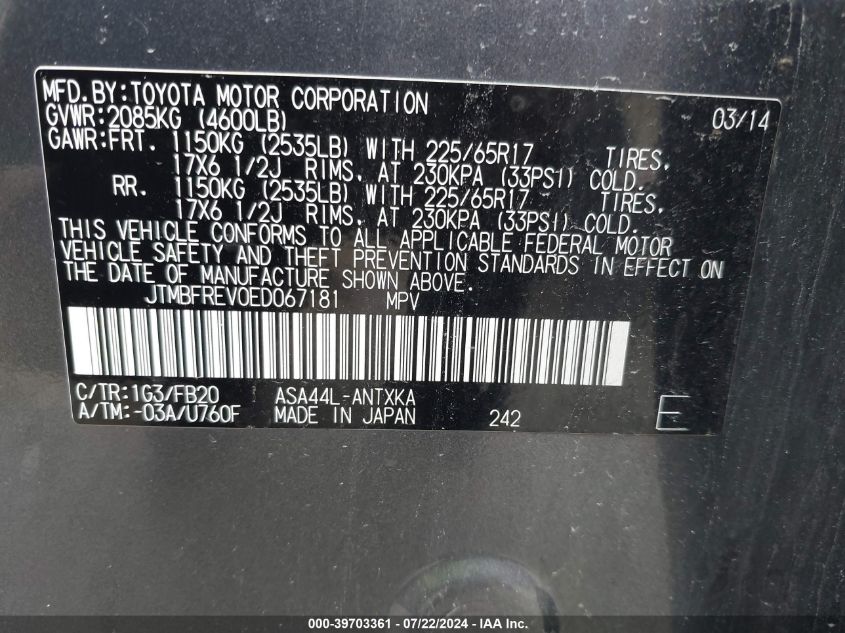 MFD.BY:TOYOTA MOTOR CORPORATION 03/14
GVWR:2085KG (4600LB)
GAWR:FRT. 1150KG (2535LB) WITH 225/65R17 TIRES,
17X6 1/2J RIMS, AT 230KPA (33PSI) COLD.
RR. 1150KG (2535LB) WITH 225/65R17 TIRES,
17X6 1/2J RIMS, AT 230KPA (33PSI) COLD.
THIS VEHICLE CONFORMS TO ALL APPLICABLE FEDERAL MOTOR
VEHICLE SAFETY AND THEFT PREVENTION STANDARDS IN EFFECT ON
THE DATE OF MANUFACTURE SHOWN ABOVE.
JTMBFREV0ED067181 MPV
C/TR:1G3/FB20 ASA44L-ANTXKA
A/TM:-03A/U760F MADE IN JAPAN 242 E
000-39703361 - 07/22/2024 - IAA Inc.